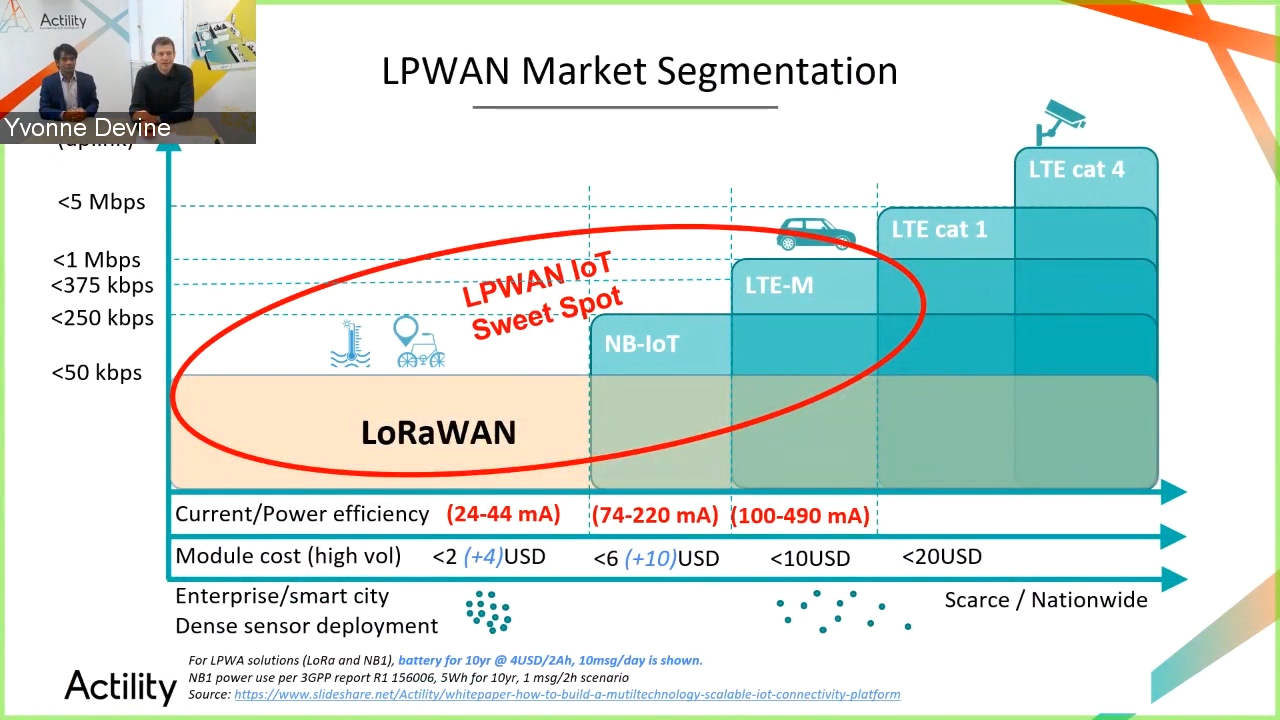 Actility
Yvonne Devine
LPWAN Market Segmentation
(uplink)
<5 Mbps
<1 Mbps
<375 kbps
<250 kbps
<50 kbps
LTE cat 4
LTE cat 1
LTE-M
NB-IoT
LPWAN IoT
Sweet Spot
LoRaWAN
Current/Power efficiency (24-44 mA) (74-220 mA) (100-490 mA)
Module cost (high vol) <2 (+4)USD <6 (+10)USD <10USD <20USD
Enterprise/smart city
Dense sensor deployment
Scarce / Nationwide
For LPWA solutions (LoRa and NB1), battery for 10yr @ 4USD/2Ah, 10msg/day is shown.
NB1 power use per 3GPP report R1 156006, 5Wh for 10yr, 1 msg/2h scenario
Source: https://www.slideshare.net/Actility/whitepaper-how-to-build-a-mutiltechnology-scalable-iot-connectivity-platform
Actility